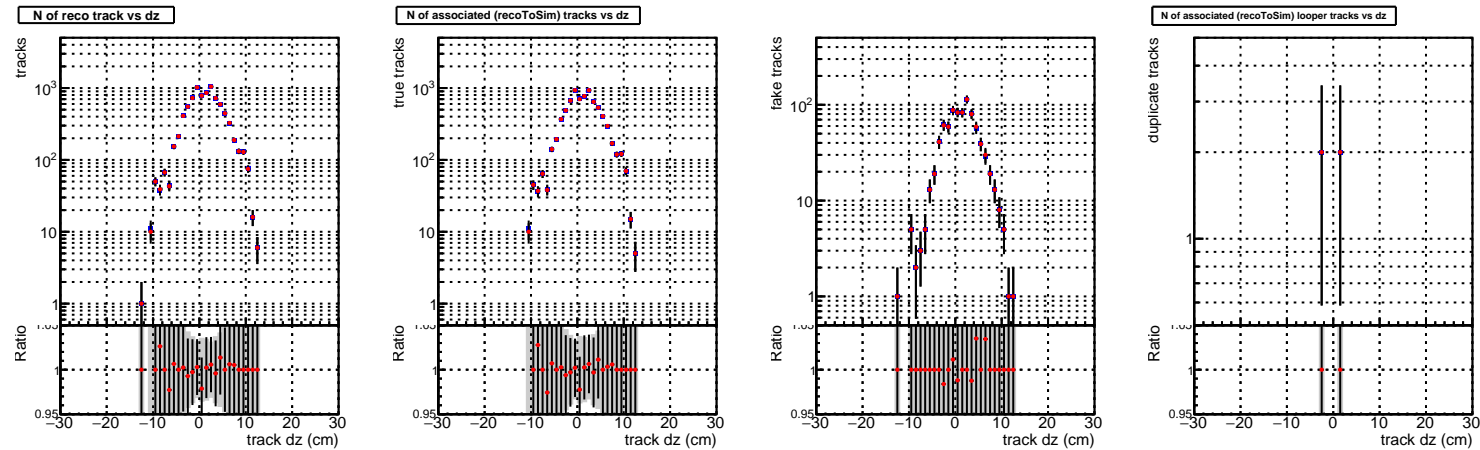 N of reco track vs dz
tracks
10³
10²
10
1
Ratio
1
0.95
−30 −20 −10 0 10 20 30
track dz (cm)
N of associated (recoToSim) tracks vs dz
true tracks
10³
10²
10
1
Ratio
1
0.95
−30 −20 −10 0 10 20 30
track dz (cm)
fake tracks
10²
10
1
Ratio
1
0.95
−30 −20 −10 0 10 20 30
track dz (cm)
N of associated (recoToSim) looper tracks vs dz
duplicate tracks
1
Ratio
1
0.95
−30 −20 −10 0 10 20 30
track dz (cm)